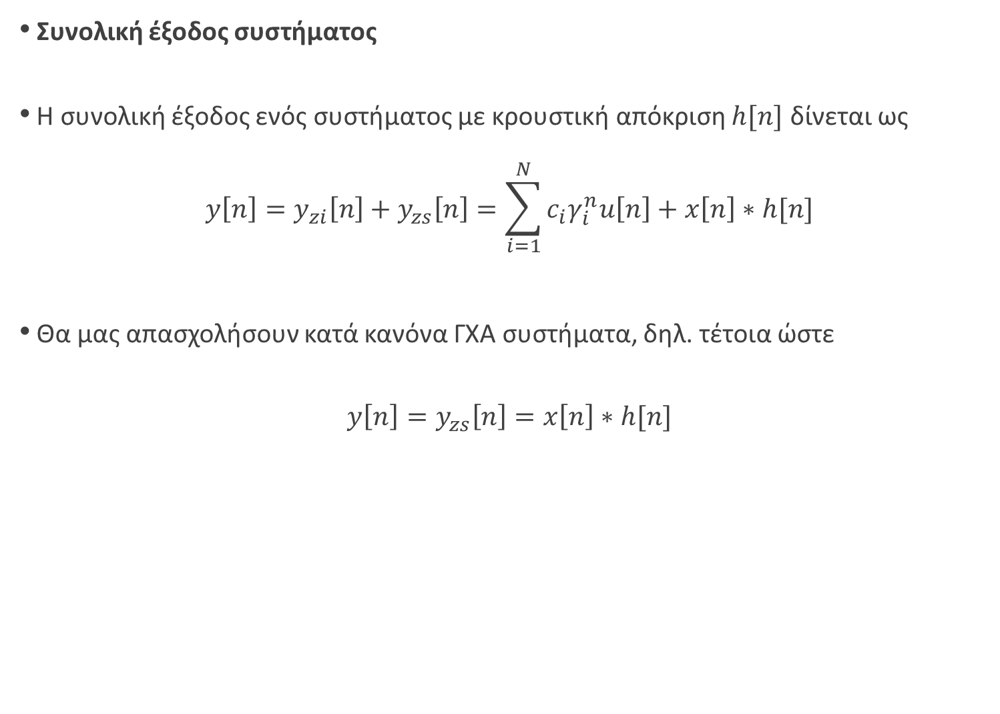 • Συνολική έξοδος συστήματος
• Η συνολική έξοδος ενός συστήματος με κρουστική απόκριση h[n] δίνεται ως
y[n] = y_{zi}[n] + y_{zs}[n] = \sum_{i=1}^{N} c_i γ_i^n u[n] + x[n] ∗ h[n]
• Θα μας απασχολήσουν κατά κανόνα ΓΧΑ συστήματα, δηλ. τέτοια ώστε
y[n] = y_{zs}[n] = x[n] ∗ h[n]